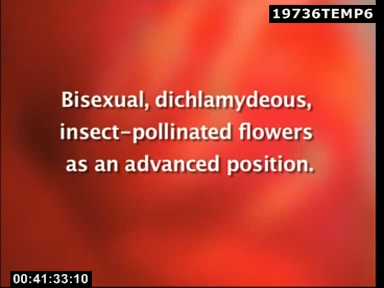 19736TEMP6
Bisexual, dichlamydeous,
insect-pollinated flowers
as an advanced position.
00:41:33:10